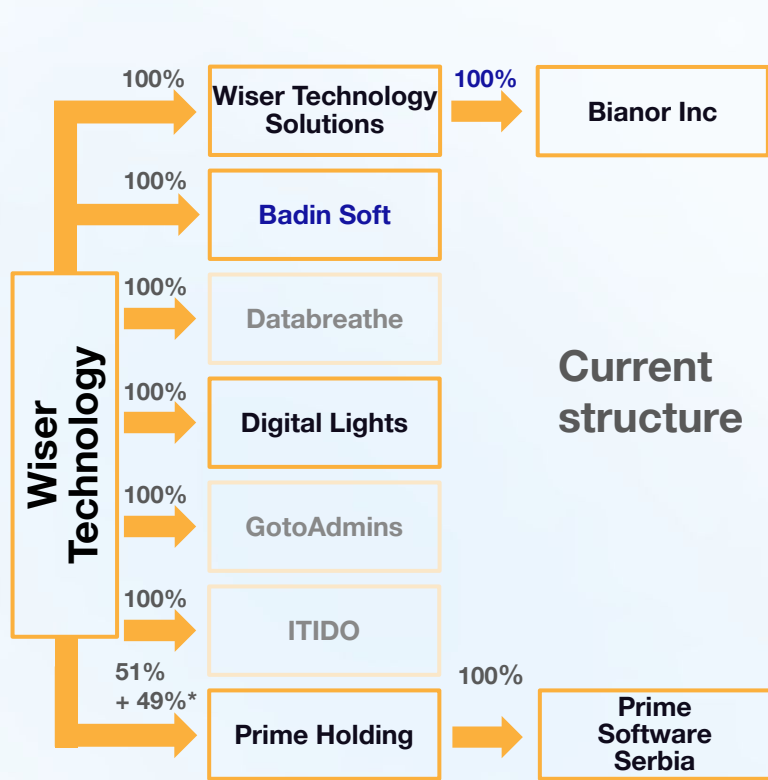 100%
Wiser Technology
Solutions
100%
Bianor Inc
100%
Badin Soft
100%
Databreathe
Wiser
Technology
Current
structure
100%
Digital Lights
100%
GotoAdmins
100%
ITIDO
51%
+ 49%*
Prime Holding
100%
Prime
Software
Serbia